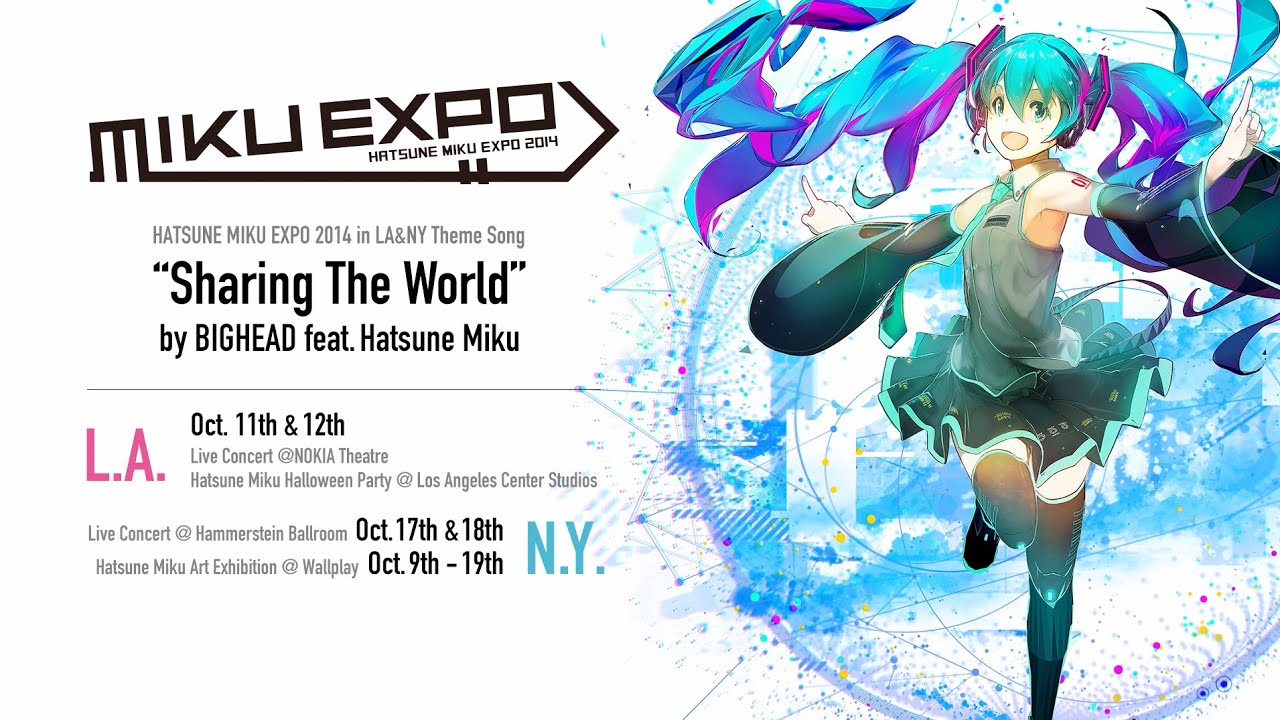 MIKU EXPO
HATSUNE MIKU EXPO 2014
HATSUNE MIKU EXPO 2014 in LA&NY Theme Song
“Sharing The World”
by BIGHEAD feat. Hatsune Miku
L.A.
Oct. 11th & 12th
Live Concert @NOKIA Theatre
Hatsune Miku Halloween Party @ Los Angeles Center Studios
Live Concert @ Hammerstein Ballroom Oct. 17th & 18th
Hatsune Miku Art Exhibition @ Wallplay Oct. 9th - 19th
N.Y.
01